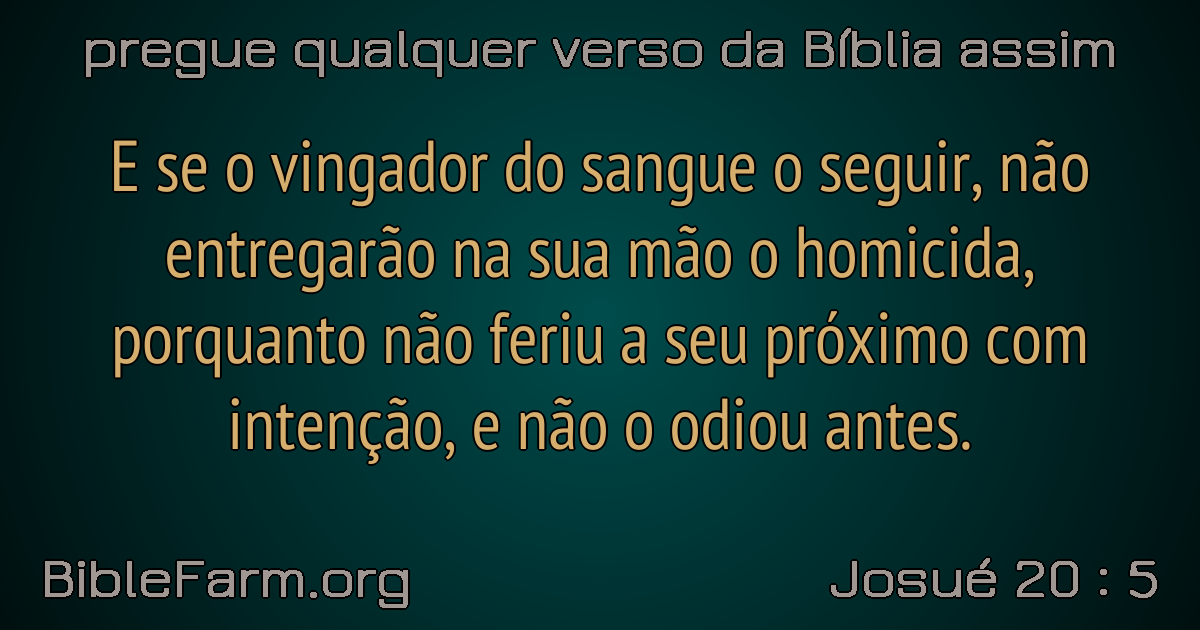 pregue qualquer verso da Bíblia assim
E se o vingador do sangue o seguir, não
entregarão na sua mão o homicida,
porquanto não feriu a seu próximo com
intenção, e não o odiou antes.
BibleFarm.org
Josué 20 : 5